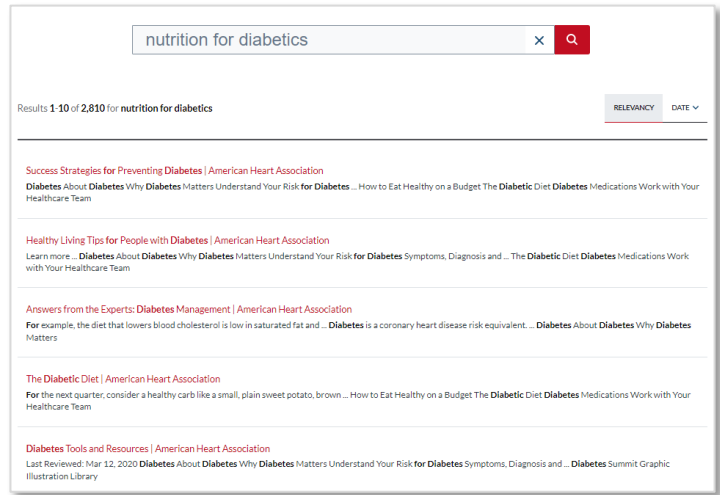 nutrition for diabetics
Results 1-10 of 2,810 for nutrition for diabetics
RELEVANCY
DATE
Success Strategies for Preventing Diabetes | American Heart Association
Diabetes About Diabetes Why Diabetes Matters Understand Your Risk for Diabetes ... How to Eat Healthy on a Budget The Diabetic Diet Diabetes Medications Work with Your
Healthcare Team
Healthy Living Tips for People with Diabetes | American Heart Association
Learn more ... Diabetes About Diabetes Why Diabetes Matters Understand Your Risk for Diabetes Symptoms, Diagnosis and ... The Diabetic Diet Diabetes Medications Work
with Your Healthcare Team
Answers from the Experts: Diabetes Management | American Heart Association
For example, the diet that lowers blood cholesterol is low in saturated fat and ... Diabetes is a coronary heart disease risk equivalent. ... Diabetes About Diabetes Why Diabetes
Matters
The Diabetic Diet | American Heart Association
For the next quarter, consider a healthy carb like a small, plain sweet potato, brown ... How to Eat Healthy on a Budget The Diabetic Diet Diabetes Medications Work with Your
Healthcare Team
Diabetes Tools and Resources | American Heart Association
Last Reviewed: Mar 12, 2020 Diabetes About Diabetes Why Diabetes Matters Understand Your Risk for Diabetes Symptoms, Diagnosis and ... Diabetes Summit Graphic
Illustration Library